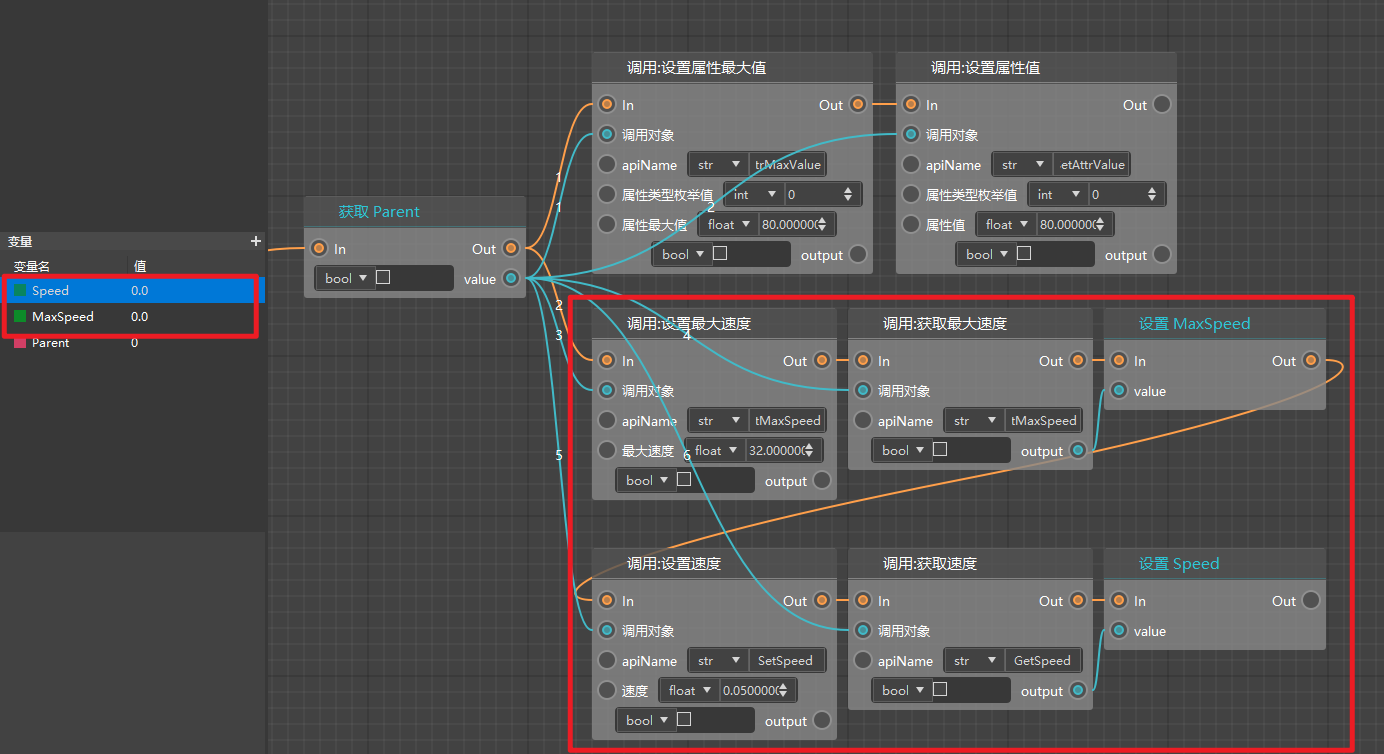 变量 +
变量名 值
Speed 0.0
MaxSpeed 0.0
Parent 0
获取 Parent
In Out
bool value
调用:设置属性最大值
In Out
调用对象
apiName str trMaxValue
属性类型枚举值 int 0
属性最大值 float 80.00000
bool output
调用:设置属性值
In Out
调用对象
apiName str etAttrValue
属性类型枚举值 int 0
属性值 float 80.00000
bool output
1
1
2
2
3
4
5
6
调用:设置最大速度
In Out
调用对象
apiName str tMaxSpeed
最大速度 float 32.00000
bool output
调用:获取最大速度
In Out
调用对象
apiName str tMaxSpeed
bool output
设置 MaxSpeed
In Out
value
调用:设置速度
In Out
调用对象
apiName str SetSpeed
速度 float 0.050000
bool output
调用:获取速度
In Out
调用对象
apiName str GetSpeed
bool output
设置 Speed
In Out
value